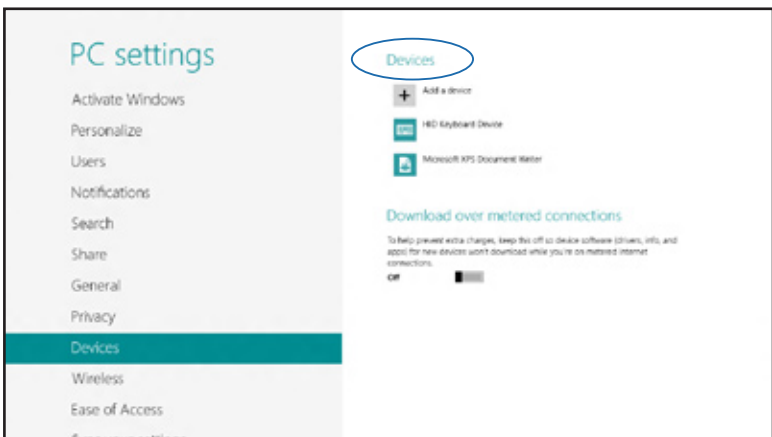 PC settings
Activate Windows
Personalize
Users
Notifications
Search
Share
General
Privacy
Devices
Wireless
Ease of Access
Devices
Add a device
HID Keyboard Device
Microsoft XPS Document Writer
Download over metered connections
To help prevent extra charges, keep this off so device software (drivers, info, and
apps) for new devices won't download while you're on metered internet
connections.
Off